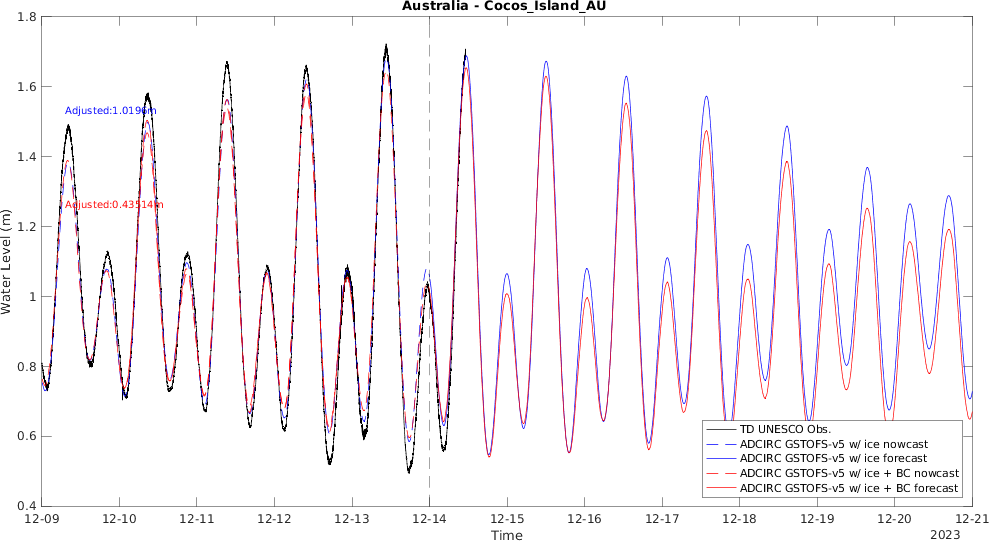 Australia - Cocos_Island_AU
1.8
1.6
1.4
1.2
1
0.8
0.6
0.4
Water Level (m)
Adjusted:1.0196m
Adjusted:0.43514m
TD UNESCO Obs.
ADCIRC GSTOFS-v5 w/ ice nowcast
ADCIRC GSTOFS-v5 w/ ice forecast
ADCIRC GSTOFS-v5 w/ ice + BC nowcast
ADCIRC GSTOFS-v5 w/ ice + BC forecast
12-09 12-10 12-11 12-12 12-13 12-14 12-15 12-16 12-17 12-18 12-19 12-20 12-21
Time
2023